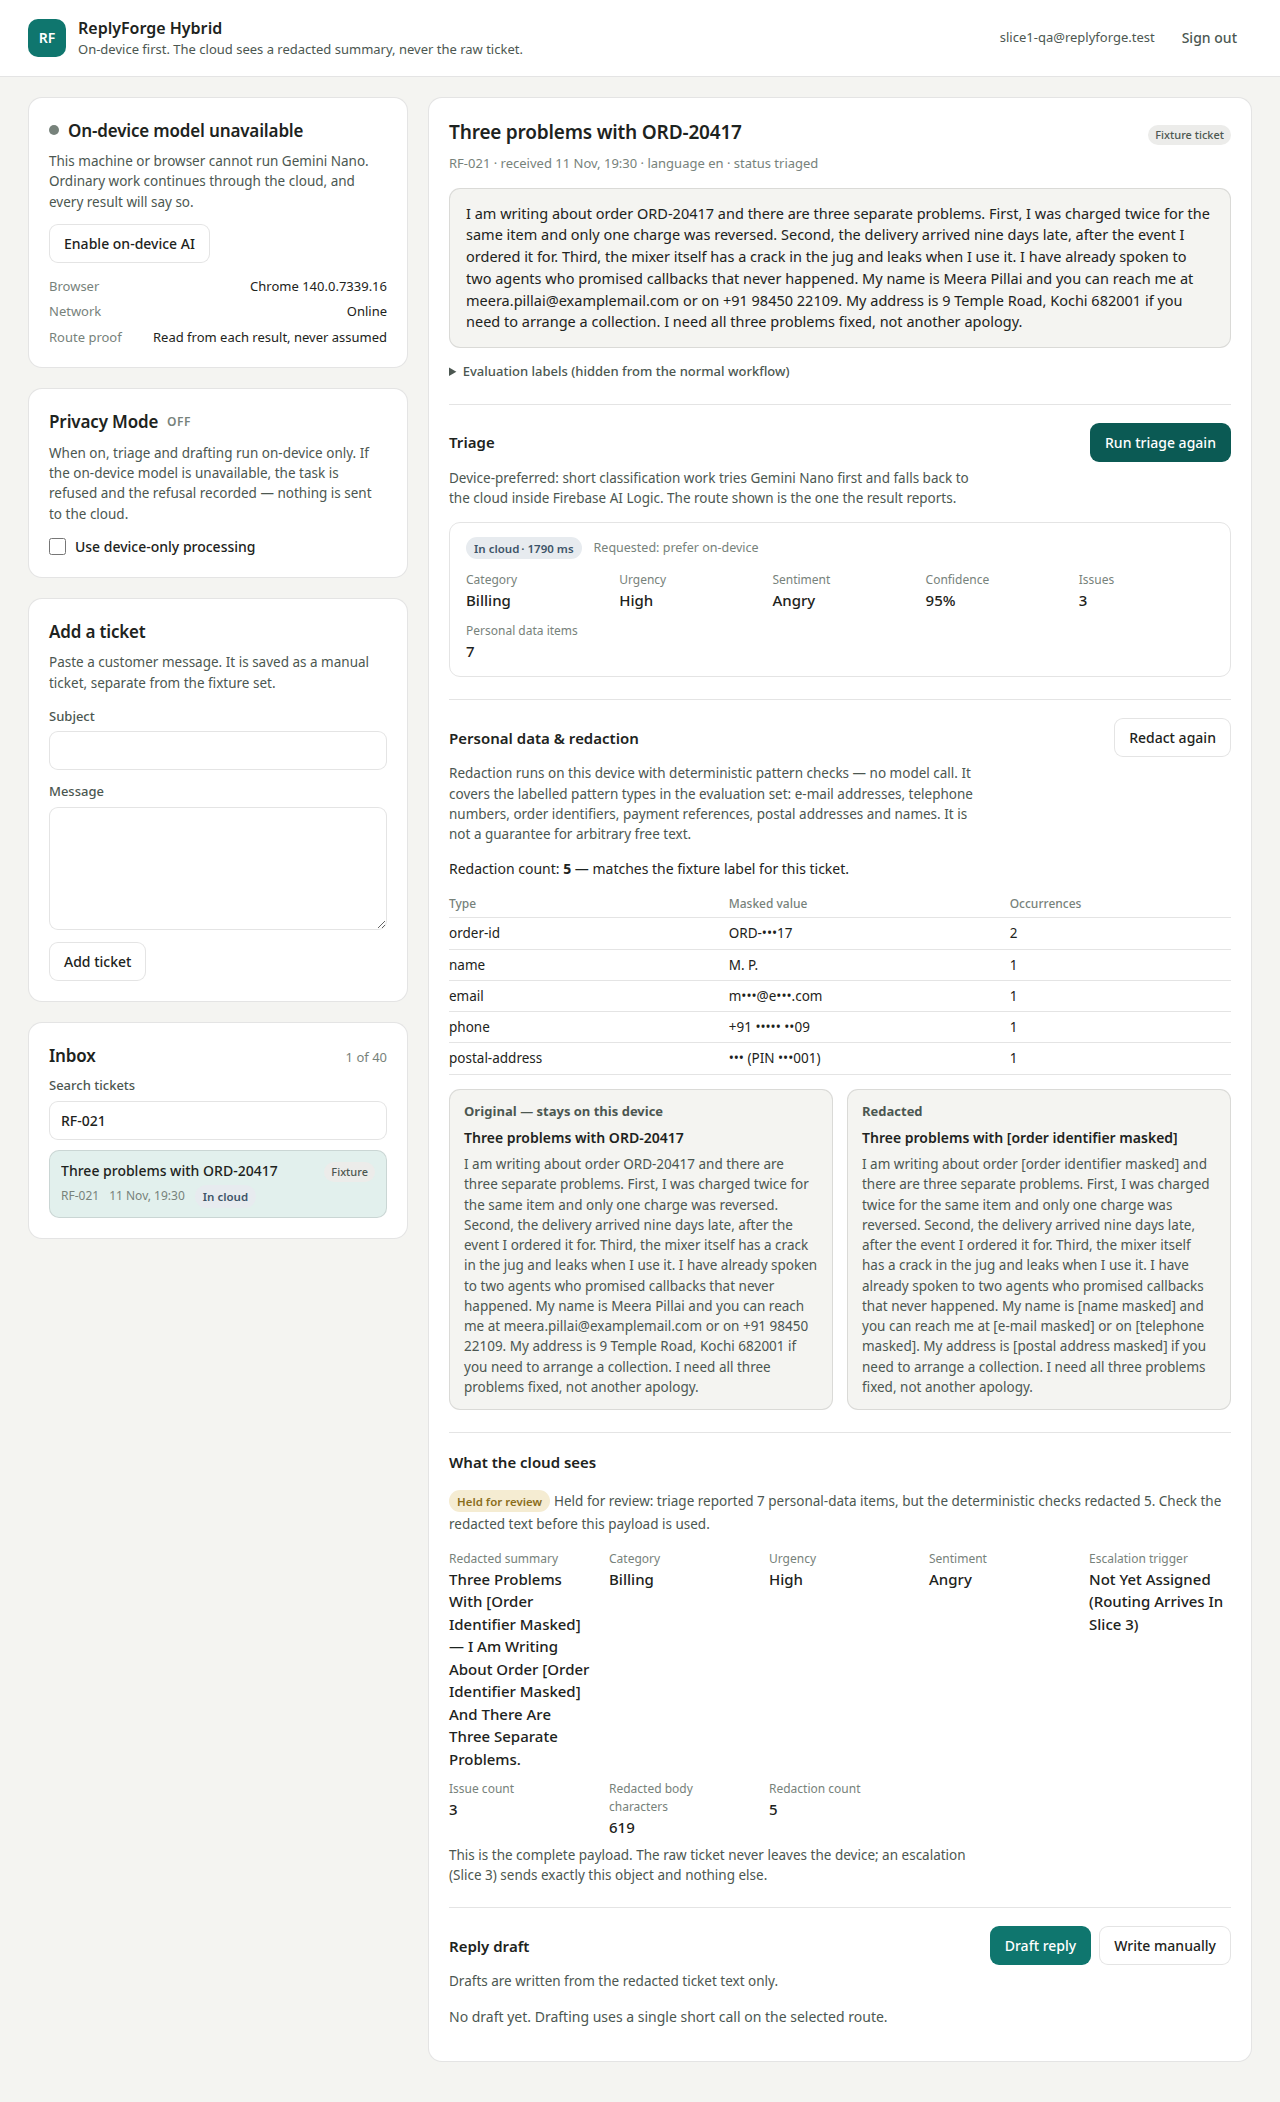 RF
ReplyForge Hybrid
On-device first. The cloud sees a redacted summary, never the raw ticket.
slice1-qa@replyforge.test
Sign out
On-device model unavailable
This machine or browser cannot run Gemini Nano.
Ordinary work continues through the cloud, and
every result will say so.
Enable on-device AI
Browser Chrome 140.0.7339.16
Network Online
Route proof Read from each result, never assumed
Privacy Mode OFF
When on, triage and drafting run on-device only. If
the on-device model is unavailable, the task is
refused and the refusal recorded — nothing is sent
to the cloud.
Use device-only processing
Add a ticket
Paste a customer message. It is saved as a manual
ticket, separate from the fixture set.
Subject
Message
Add ticket
Inbox 1 of 40
Search tickets
RF-021
Three problems with ORD-20417 Fixture
RF-021 11 Nov, 19:30 In cloud
Three problems with ORD-20417 Fixture ticket
RF-021 · received 11 Nov, 19:30 · language en · status triaged
I am writing about order ORD-20417 and there are three separate problems. First, I was charged twice for the
same item and only one charge was reversed. Second, the delivery arrived nine days late, after the event I
ordered it for. Third, the mixer itself has a crack in the jug and leaks when I use it. I have already spoken to
two agents who promised callbacks that never happened. My name is Meera Pillai and you can reach me at
meera.pillai@examplemail.com or on +91 98450 22109. My address is 9 Temple Road, Kochi 682001 if you
need to arrange a collection. I need all three problems fixed, not another apology.
▶ Evaluation labels (hidden from the normal workflow)
Triage Run triage again
Device-preferred: short classification work tries Gemini Nano first and falls back to
the cloud inside Firebase AI Logic. The route shown is the one the result reports.
In cloud · 1790 ms Requested: prefer on-device
Category Urgency Sentiment Confidence Issues
Billing High Angry 95% 3
Personal data items
7
Personal data & redaction Redact again
Redaction runs on this device with deterministic pattern checks — no model call. It
covers the labelled pattern types in the evaluation set: e-mail addresses, telephone
numbers, order identifiers, payment references, postal addresses and names. It is
not a guarantee for arbitrary free text.
Redaction count: 5 — matches the fixture label for this ticket.
Type Masked value Occurrences
order-id ORD-•••17 2
name M. P. 1
email m•••@e•••.com 1
phone +91 ••••• ••09 1
postal-address ••• (PIN •••001) 1
Original — stays on this device
Three problems with ORD-20417
I am writing about order ORD-20417 and there are
three separate problems. First, I was charged twice for
the same item and only one charge was reversed.
Second, the delivery arrived nine days late, after the
event I ordered it for. Third, the mixer itself has a crack
in the jug and leaks when I use it. I have already spoken
to two agents who promised callbacks that never
happened. My name is Meera Pillai and you can reach
me at meera.pillai@examplemail.com or on +91 98450
22109. My address is 9 Temple Road, Kochi 682001 if
you need to arrange a collection. I need all three
problems fixed, not another apology.
Redacted
Three problems with [order identifier masked]
I am writing about order [order identifier masked] and
there are three separate problems. First, I was charged
twice for the same item and only one charge was
reversed. Second, the delivery arrived nine days late,
after the event I ordered it for. Third, the mixer itself
has a crack in the jug and leaks when I use it. I have
already spoken to two agents who promised callbacks
that never happened. My name is [name masked] and
you can reach me at [e-mail masked] or on [telephone
masked]. My address is [postal address masked] if you
need to arrange a collection. I need all three problems
fixed, not another apology.
What the cloud sees
Held for review Held for review: triage reported 7 personal-data items, but the deterministic checks redacted 5. Check the
redacted text before this payload is used.
Redacted summary
Three Problems
With [Order
Identifier Masked]
— I Am Writing
About Order [Order
Identifier Masked]
And There Are
Three Separate
Problems.
Category
Billing
Urgency
High
Sentiment
Angry
Escalation trigger
Not Yet Assigned
(Routing Arrives In
Slice 3)
Issue count
3
Redacted body
characters
619
Redaction count
5
This is the complete payload. The raw ticket never leaves the device; an escalation
(Slice 3) sends exactly this object and nothing else.
Reply draft Draft reply Write manually
Drafts are written from the redacted ticket text only.
No draft yet. Drafting uses a single short call on the selected route.